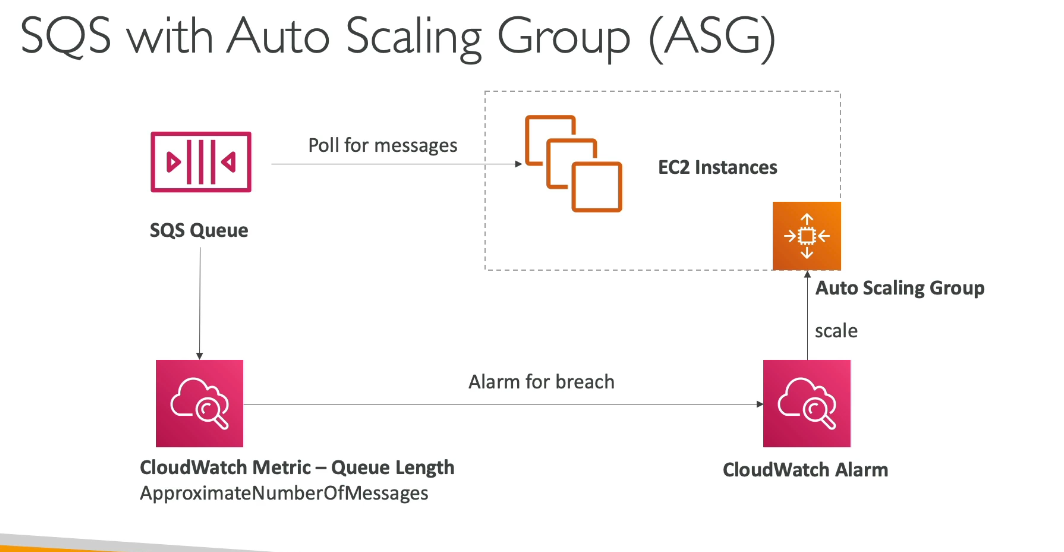 SQS with Auto Scaling Group (ASG)
Poll for messages
EC2 Instances
SQS Queue
Auto Scaling Group
scale
Alarm for breach
CloudWatch Metric – Queue Length
ApproximateNumberOfMessages
CloudWatch Alarm